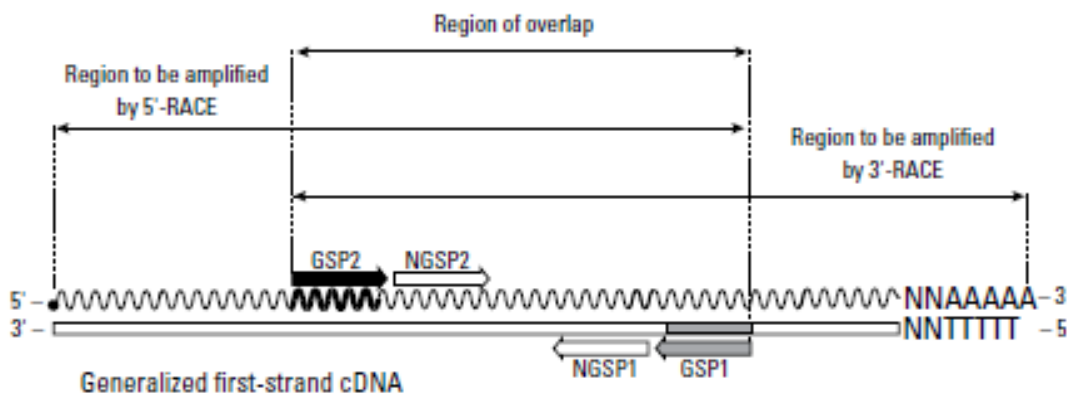 Region of overlap
Region to be amplified
by 5'-RACE
Region to be amplified
by 3'-RACE
GSP2 NGSP2
5' – NNAAAAA – 3
3' – NNTTTTT – 5
NGSP1 GSP1
Generalized first-strand cDNA